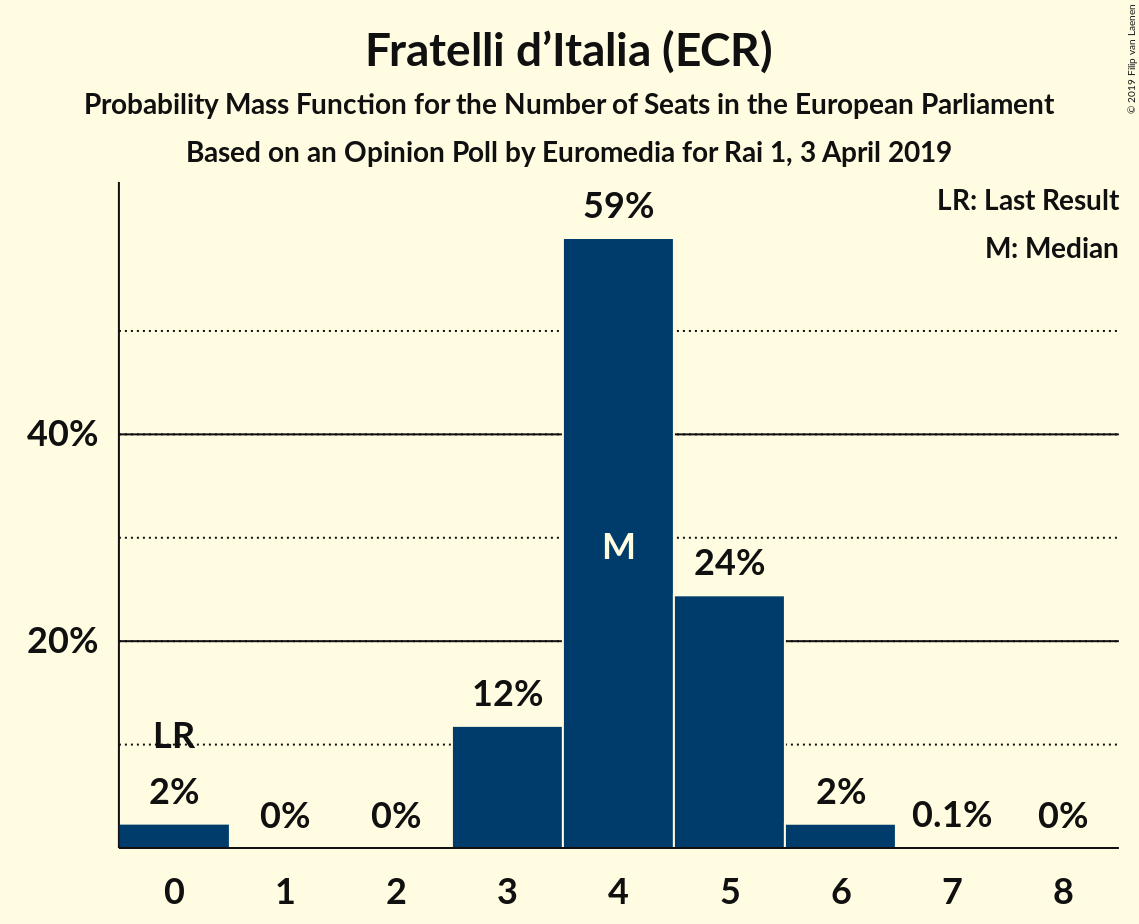 Fratelli d’Italia (ECR)
Probability Mass Function for the Number of Seats in the European Parliament
Based on an Opinion Poll by Euromedia for Rai 1, 3 April 2019
© 2019 Filip van Laenen
LR: Last Result
M: Median
59%
40%
M
24%
20%
12%
LR
2%
0%
0%
2%
0.1%
0%
0 1 2 3 4 5 6 7 8